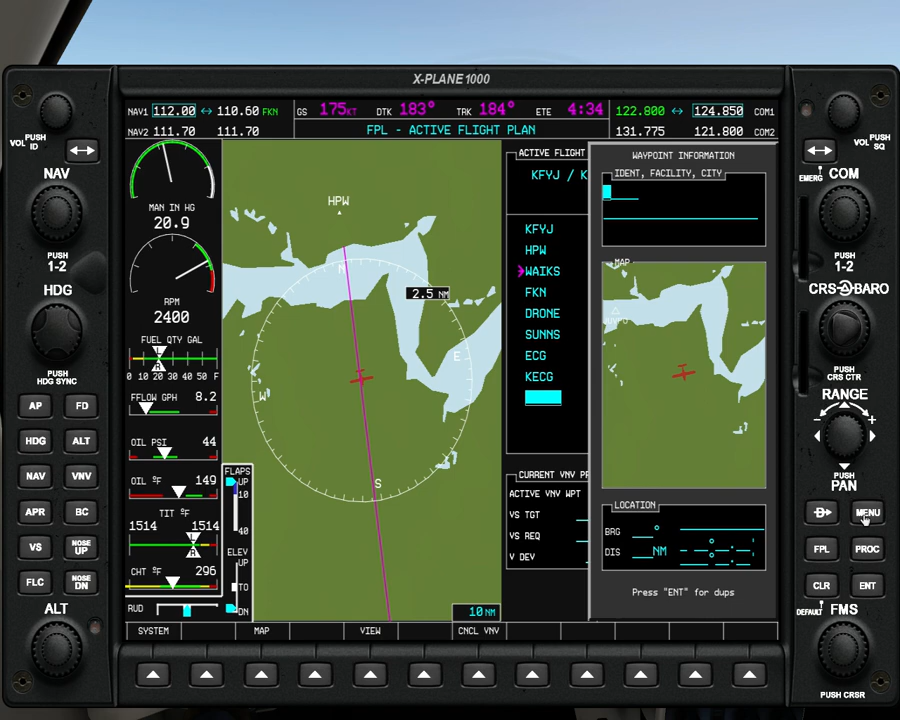 X-PLANE 1000
NAV1 112.00 ↔ 110.60 FKN
NAV2 111.70 111.70
GS 175KT DTK 183° TRK 184° ETE 4:34
FPL - ACTIVE FLIGHT PLAN
122.800 ↔ 124.850 COM1
131.775 121.800 COM2
VOL PUSH ID
NAV
PUSH 1-2
HDG
PUSH HDG SYNC
AP FD
HDG ALT
NAV VNV
APR BC
VS NOSE UP
FLC NOSE DN
ALT
MAN IN HG
20.9
RPM
2400
FUEL QTY GAL
L
R
0 10 20 30 40 50 F
FFLOW GPH 8.2
OIL PSI 44
OIL °F 149
TIT °F
1514 1514
L
R
CHT °F 296
RUD
FLAPS
UP
10
40
ELEV
UP
TO
DN
HPW
N
2.5 NM
E
W
S
10 NM
ACTIVE FLIGHT
KFYJ / K
KFYJ
HPW
WAIKS
FKN
DRONE
SUNNS
ECG
KECG
CURRENT VNV PR
ACTIVE VNV WPT
VS TGT
VS REQ
V DEV
WAYPOINT INFORMATION
IDENT, FACILITY, CITY
MAP
LOCATION
BRG °
DIS NM
Press "ENT" for dups
SYSTEM MAP VIEW CNCL VNV
VOL PUSH SQ
EMERG
COM
PUSH 1-2
CRS BARO
PUSH CRS CTR
RANGE
- +
PUSH PAN
D MENU
FPL PROC
CLR ENT
DEFAULT
FMS
PUSH CRSR